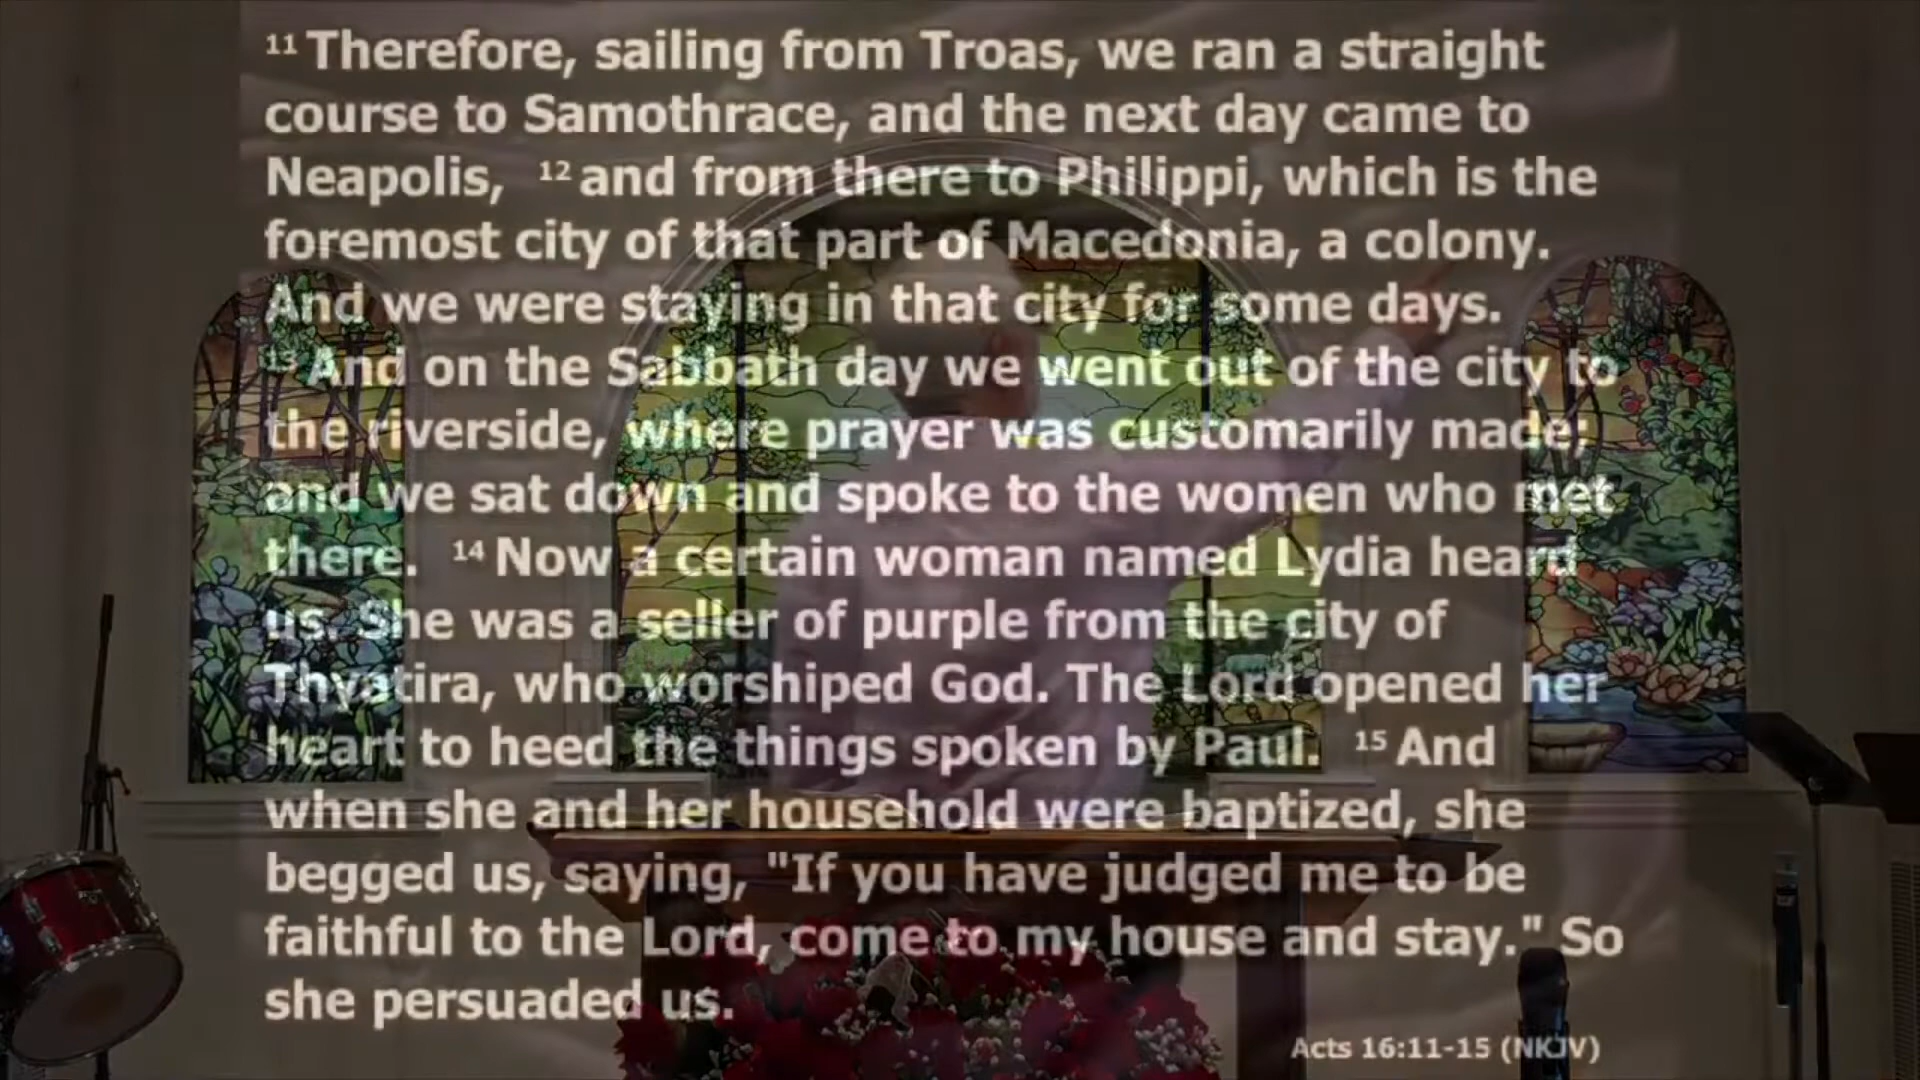 11 Therefore, sailing from Troas, we ran a straight
course to Samothrace, and the next day came to
Neapolis, 12 and from there to Philippi, which is the
foremost city of that part of Macedonia, a colony.
And we were staying in that city for some days.
13 And on the Sabbath day we went out of the city to
the riverside, where prayer was customarily made;
and we sat down and spoke to the women who met
there. 14 Now a certain woman named Lydia heard
us. She was a seller of purple from the city of
Thyatira, who worshiped God. The Lord opened her
heart to heed the things spoken by Paul. 15 And
when she and her household were baptized, she
begged us, saying, "If you have judged me to be
faithful to the Lord, come to my house and stay." So
she persuaded us.
Acts 16:11-15 (NKJV)